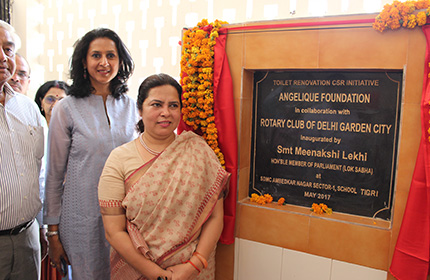 TOILET RENOVATION CSR INITIATIVE
ANGELIQUE FOUNDATION
in collaboration with
ROTARY CLUB OF DELHI GARDEN CITY
inaugurated by
Smt Meenakshi Lekhi
HON'BLE MEMBER OF PARLIAMENT (LOK SABHA)
at
SDMC AMBEDKAR NAGAR SECTOR-1, SCHOOL TIGRI
MAY 2017